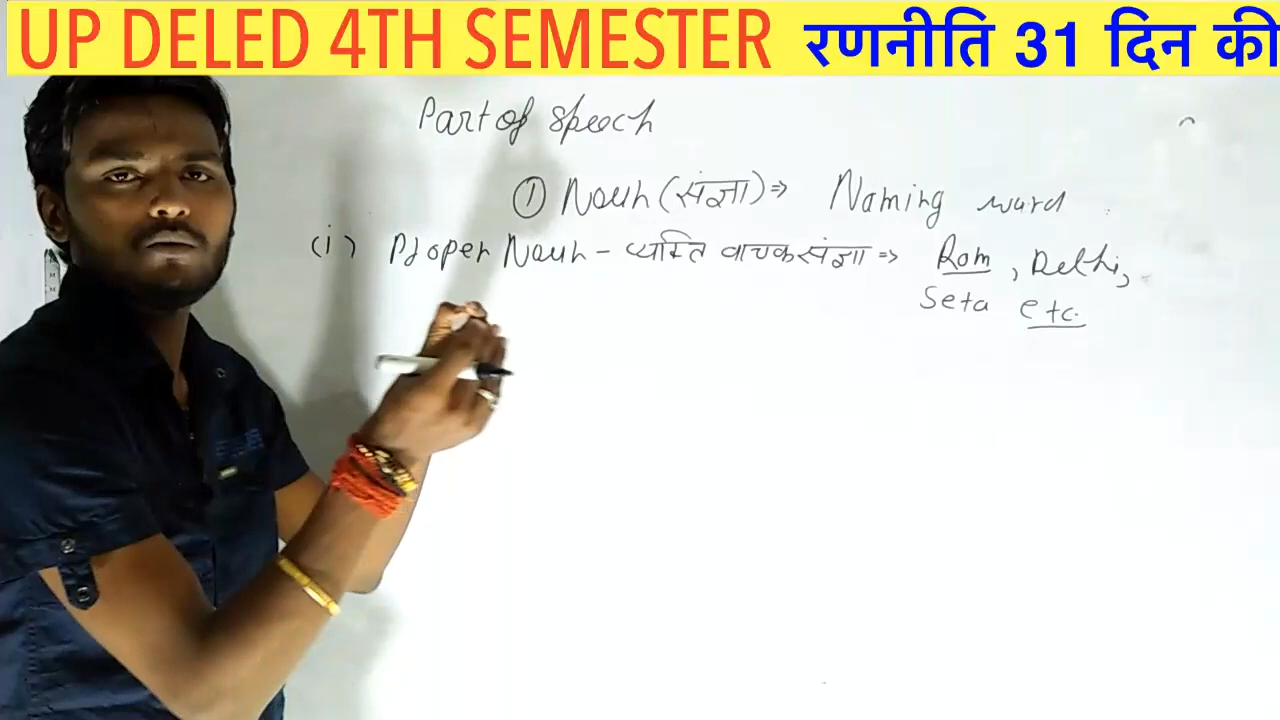 UP DELED 4TH SEMESTER रणनीति 31 दिन की
Part of speech
① Noun (संज्ञा) ⇒ Naming word
(i) Proper Noun - व्यक्ति वाचक संज्ञा ⇒ Ram, Delhi,
Seta etc.